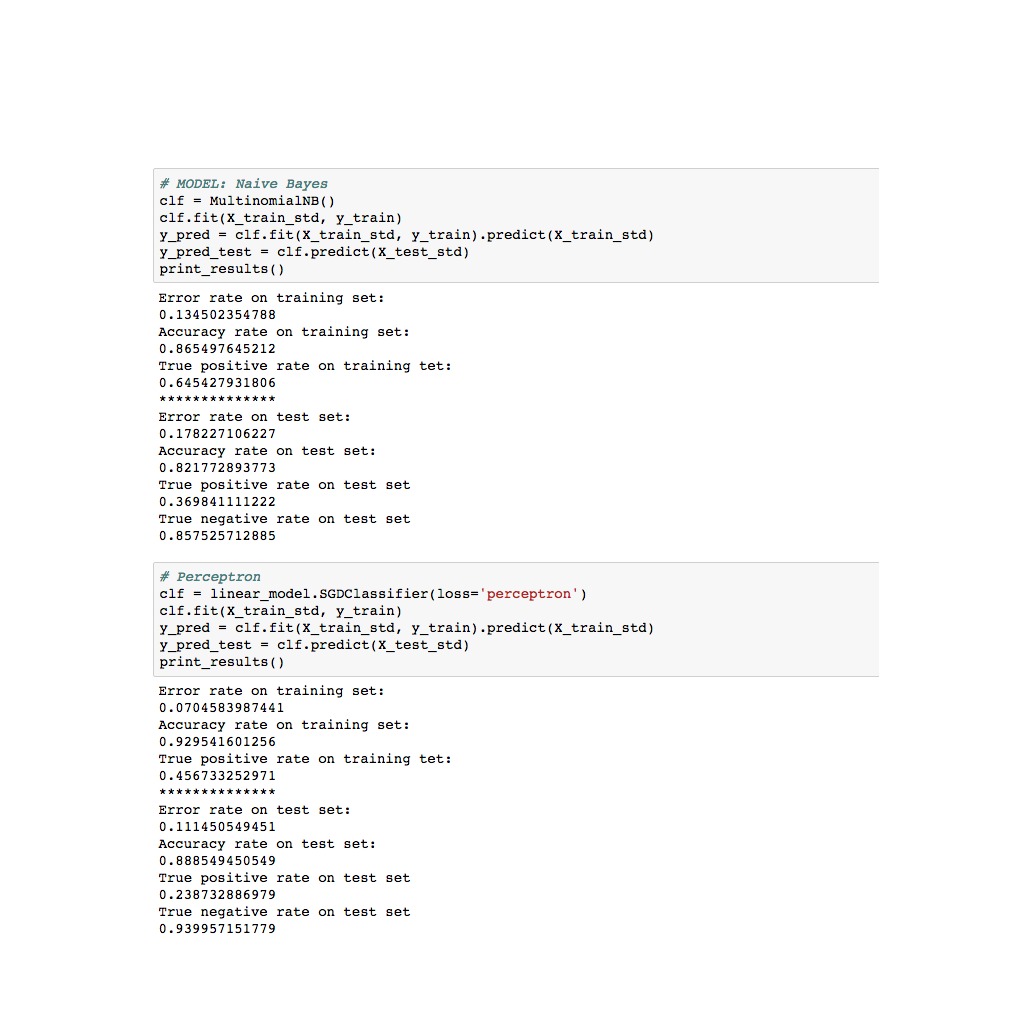 # MODEL: Naive Bayes
clf = MultinomialNB()
clf.fit(X_train_std, y_train)
y_pred = clf.fit(X_train_std, y_train).predict(X_train_std)
y_pred_test = clf.predict(X_test_std)
print_results()
Error rate on training set:
0.134502354788
Accuracy rate on training set:
0.865497645212
True positive rate on training tet:
0.645427931806
**************
Error rate on test set:
0.178227106227
Accuracy rate on test set:
0.821772893773
True positive rate on test set
0.369841111222
True negative rate on test set
0.857525712885
# Perceptron
clf = linear_model.SGDClassifier(loss='perceptron')
clf.fit(X_train_std, y_train)
y_pred = clf.fit(X_train_std, y_train).predict(X_train_std)
y_pred_test = clf.predict(X_test_std)
print_results()
Error rate on training set:
0.0704583987441
Accuracy rate on training set:
0.929541601256
True positive rate on training tet:
0.456733252971
**************
Error rate on test set:
0.111450549451
Accuracy rate on test set:
0.888549450549
True positive rate on test set
0.238732886979
True negative rate on test set
0.939957151779